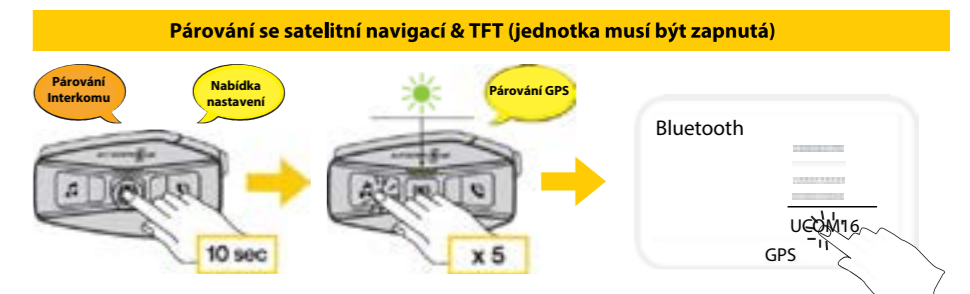 Párování se satelitní navigací & TFT (jednotka musí být zapnutá)
Párování
Interkomu
Nabídka
nastavení
10 sec
Párování GPS
x 5
Bluetooth
UCOM16
GPS